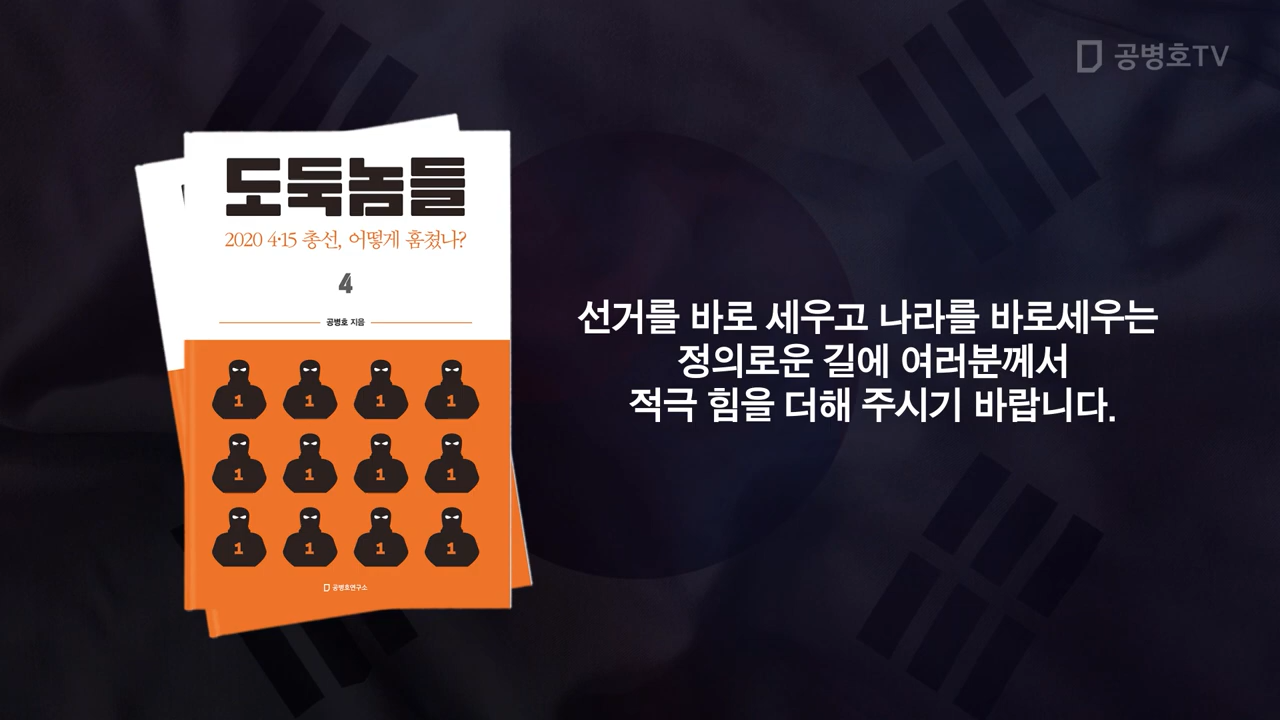 공병호TV
도둑놈들
2020 4·15 총선, 어떻게 훔쳤나?
4
공병호 지음
1 1 1 1
1 1 1 1
1 1 1 1
공병호연구소
선거를 바로 세우고 나라를 바로세우는
정의로운 길에 여러분께서
적극 힘을 더해 주시기 바랍니다.